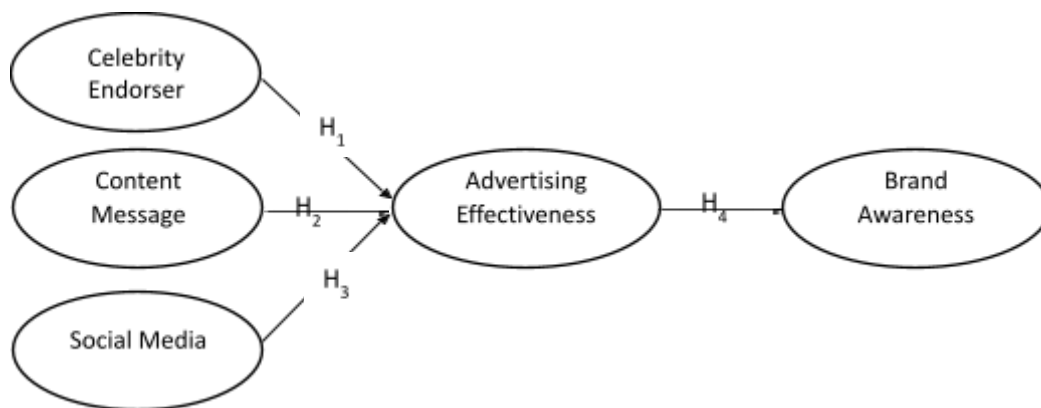 Celebrity
Endorser
H₁
Content
Message
H₂
Advertising
Effectiveness
H₄
Brand
Awareness
H₃
Social Media